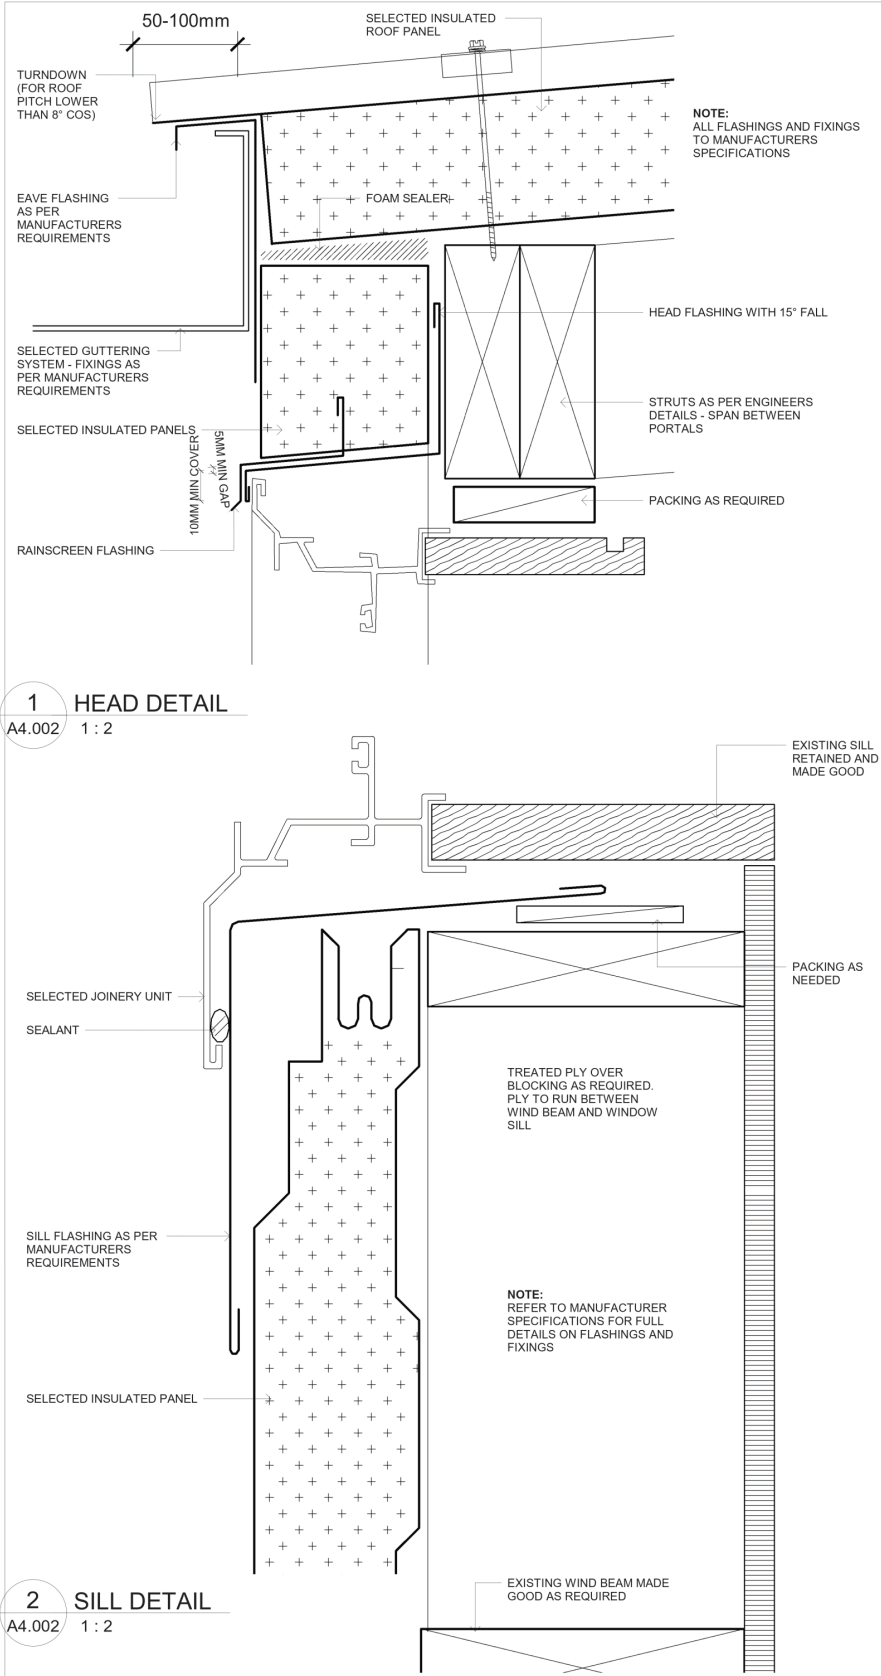 50-100mm
SELECTED INSULATED
ROOF PANEL
TURNDOWN
(FOR ROOF
PITCH LOWER
THAN 8° COS)
NOTE:
ALL FLASHINGS AND FIXINGS
TO MANUFACTURERS
SPECIFICATIONS
EAVE FLASHING
AS PER
MANUFACTURERS
REQUIREMENTS
FOAM SEALER
HEAD FLASHING WITH 15° FALL
SELECTED GUTTERING
SYSTEM - FIXINGS AS
PER MANUFACTURERS
REQUIREMENTS
STRUTS AS PER ENGINEERS
DETAILS - SPAN BETWEEN
PORTALS
SELECTED INSULATED PANELS
5MM MIN GAP
10MM MIN COVER
PACKING AS REQUIRED
RAINSCREEN FLASHING
1 HEAD DETAIL
A4.002 1 : 2
EXISTING SILL
RETAINED AND
MADE GOOD
PACKING AS
NEEDED
SELECTED JOINERY UNIT
SEALANT
TREATED PLY OVER
BLOCKING AS REQUIRED.
PLY TO RUN BETWEEN
WIND BEAM AND WINDOW
SILL
SILL FLASHING AS PER
MANUFACTURERS
REQUIREMENTS
NOTE:
REFER TO MANUFACTURER
SPECIFICATIONS FOR FULL
DETAILS ON FLASHINGS AND
FIXINGS
SELECTED INSULATED PANEL
EXISTING WIND BEAM MADE
GOOD AS REQUIRED
2 SILL DETAIL
A4.002 1 : 2